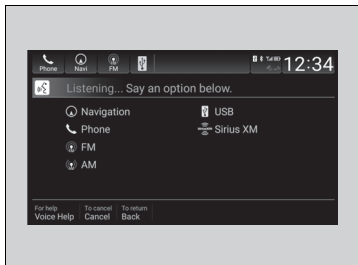 Phone Navi FM 12:34
Listening... Say an option below.
Navigation USB
Phone Sirius XM
FM
AM
For help To cancel To return
Voice Help Cancel Back